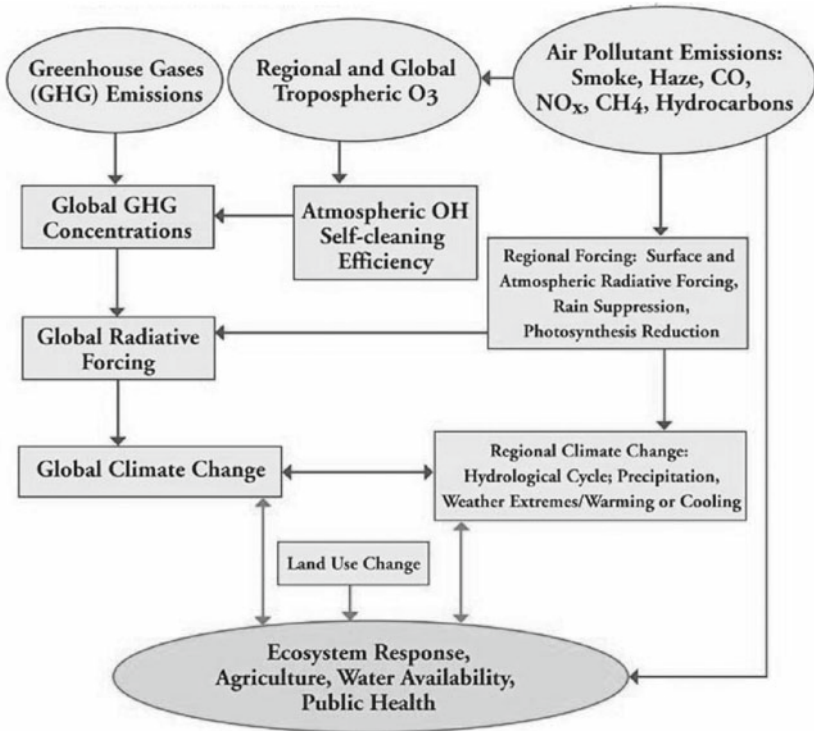 Greenhouse Gases
(GHG) Emissions
Regional and Global
Tropospheric O3
Air Pollutant Emissions:
Smoke, Haze, CO,
NOx, CH4, Hydrocarbons
Global GHG
Concentrations
Atmospheric OH
Self-cleaning
Efficiency
Regional Forcing: Surface and
Atmospheric Radiative Forcing,
Rain Suppression,
Photosynthesis Reduction
Global Radiative
Forcing
Global Climate Change
Regional Climate Change:
Hydrological Cycle; Precipitation,
Weather Extremes/Warming or Cooling
Land Use Change
Ecosystem Response,
Agriculture, Water Availability,
Public Health